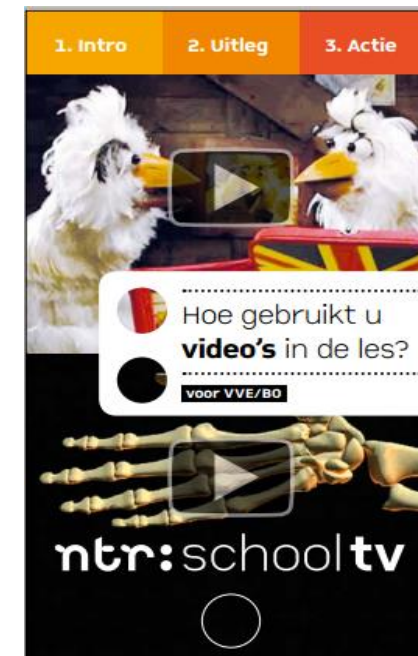 1. Intro 2. Uitleg 3. Actie
Hoe gebruikt u
video's in de les?
voor VVE/BO
ntr:schooltv